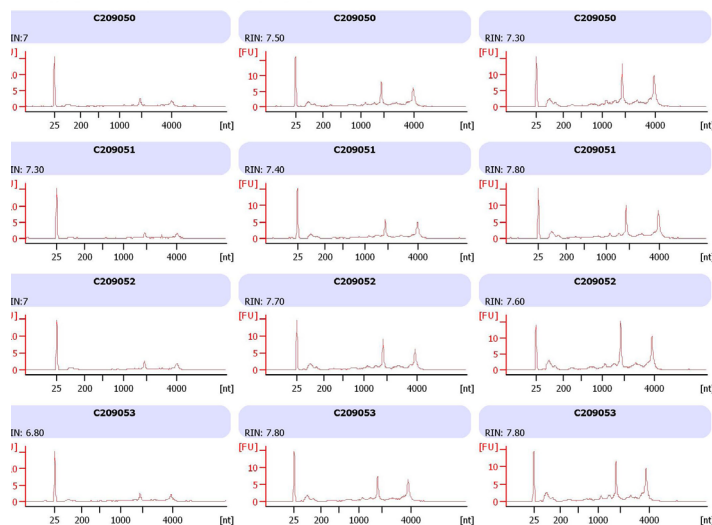 C209050 C209050 C209050
IN:7 RIN: 7.50 RIN: 7.30
[FU] [FU]
10 10
5 5 5
0 0 0
25 200 1000 4000 [nt] 25 200 1000 4000 [nt] 25 200 1000 4000 [nt]
C209051 C209051 C209051
IN: 7.30 RIN: 7.40 RIN: 7.80
[FU] [FU]
10 10
5 5 5
0 0 0
25 200 1000 4000 [nt] 25 200 1000 4000 [nt] 25 200 1000 4000 [nt]
C209052 C209052 C209052
IN:7 RIN: 7.70 RIN: 7.60
[FU] [FU]
10 10
5 5 5
0 0 0
25 200 1000 4000 [nt] 25 200 1000 4000 [nt] 25 200 1000 4000 [nt]
C209053 C209053 C209053
IN: 6.80 RIN: 7.80 RIN: 7.80
[FU] [FU]
10 10
5 5 5
0 0 0
25 200 1000 4000 [nt] 25 200 1000 4000 [nt] 25 200 1000 4000 [nt]